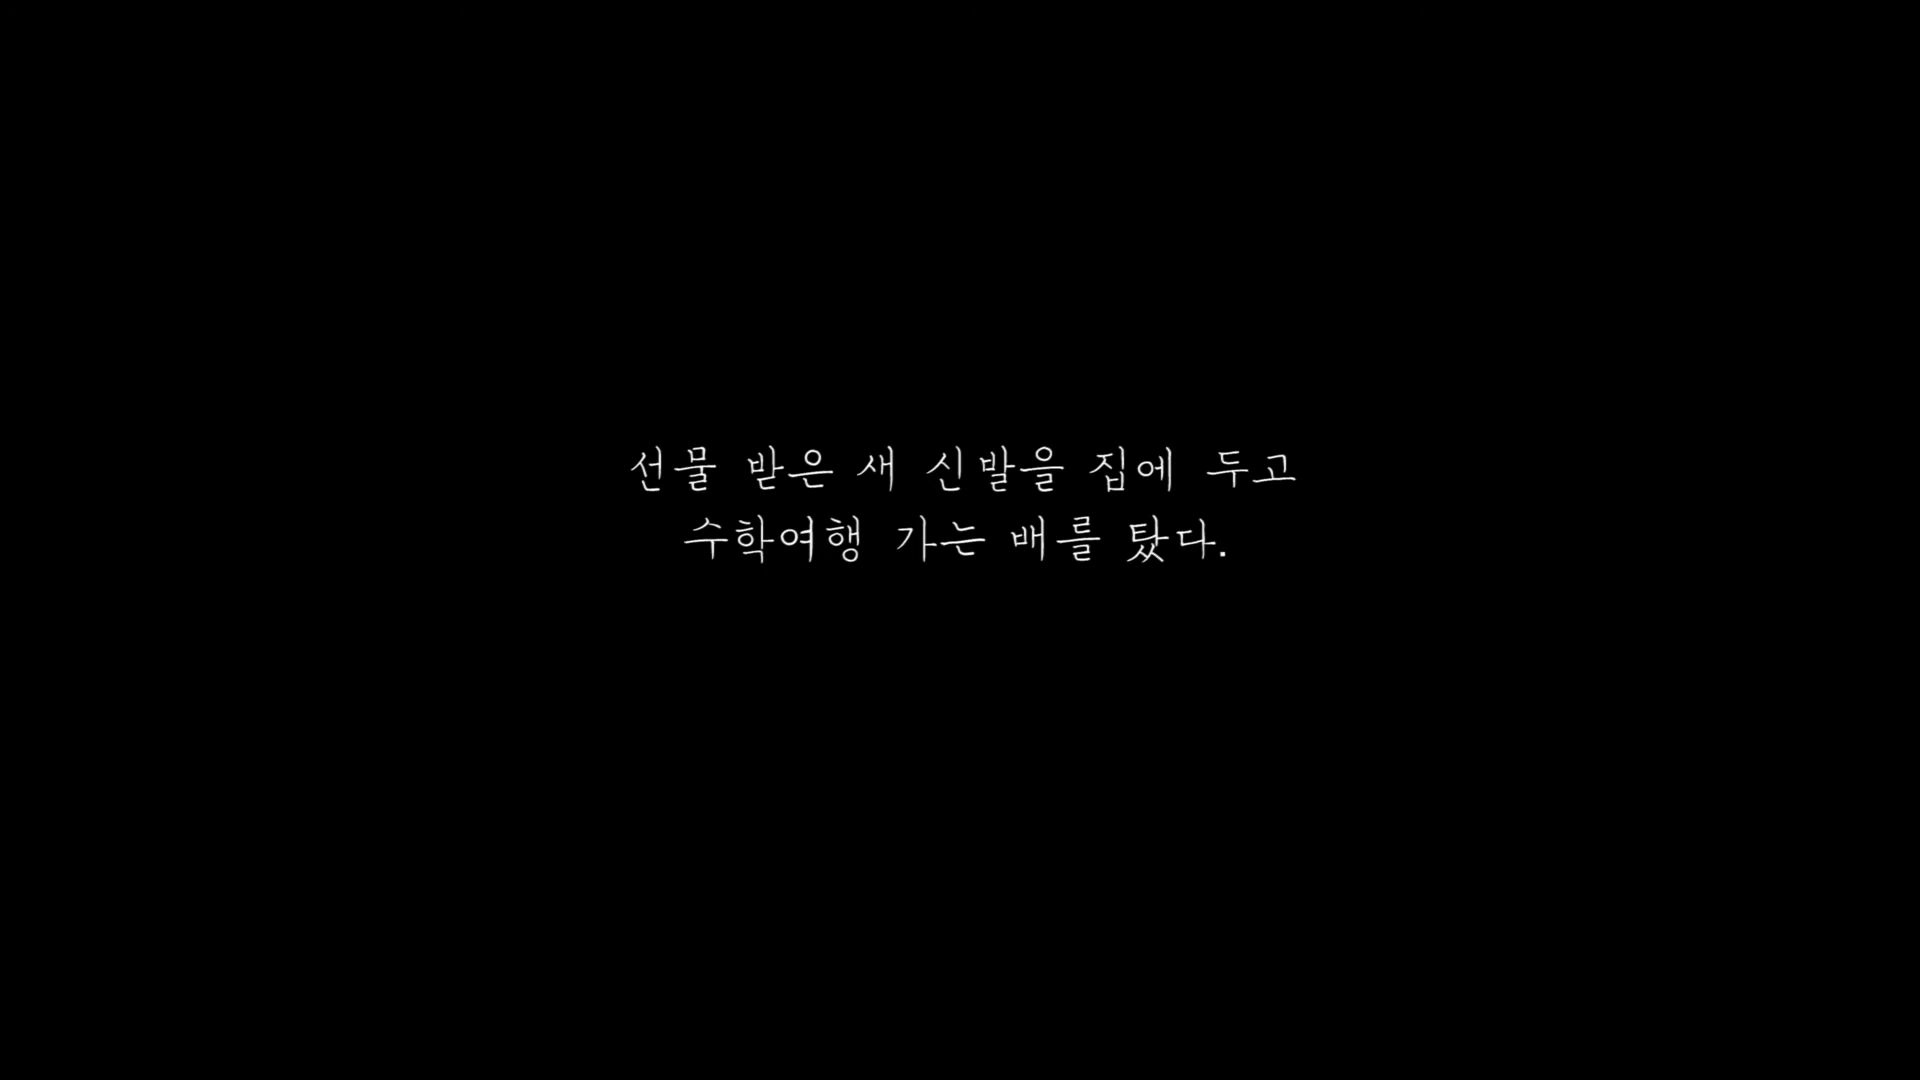 선물 받은 새 신발을 집에 두고
수학여행 가는 배를 탔다.